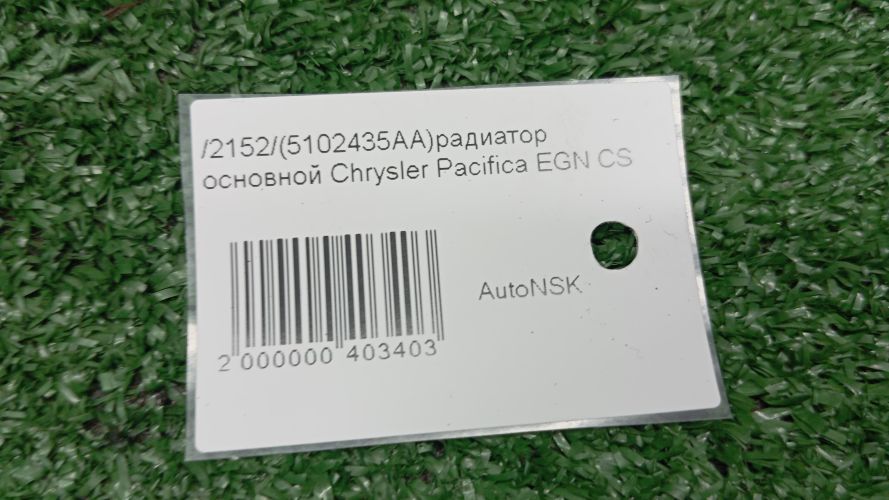 /2152/(5102435AA)радиатор
основной Chrysler Pacifica EGN CS
AutoNSK
2 000000 403403